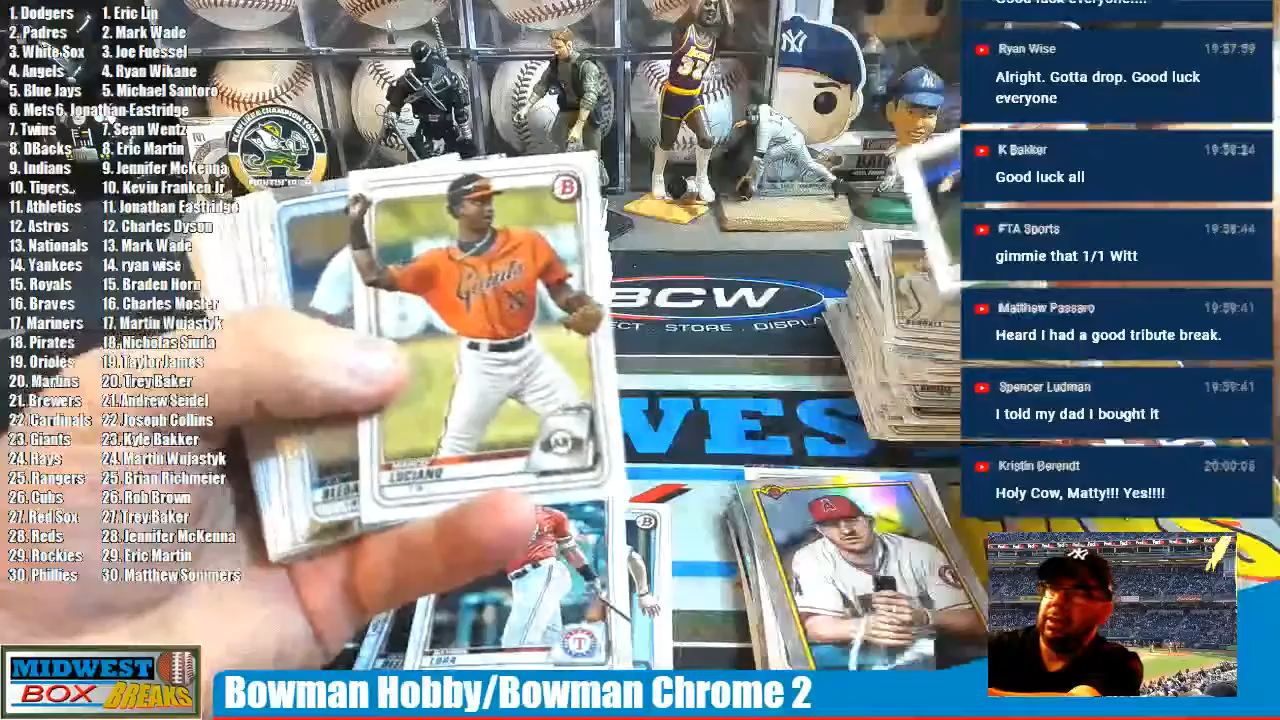 1. Dodgers 1. Eric Lin
2. Padres 2. Mark Wade
3. White Sox 3. Joe Fuessel
4. Angels 4. Ryan Wikane
5. Blue Jays 5. Michael Santoro
6. Mets 6. Jonathan Eastridge
7. Twins 7. Sean Wentz
8. DBacks 8. Eric Martin
9. Indians 9. Jennifer McKenna
10. Tigers 10. Kevin Franken Jr
11. Athletics 11. Jonathan Eastridge
12. Astros 12. Charles Dyson
13. Nationals 13. Mark Wade
14. Yankees 14. ryan wise
15. Royals 15. Braden Horn
16. Braves 16. Charles Mosler
17. Mariners 17. Martin Wujastyk
18. Pirates 18. Nicholas Siuda
19. Orioles 19. Taylor James
20. Marlins 20. Trey Baker
21. Brewers 21. Andrew Seidel
22. Cardinals 22. Joseph Collins
23. Giants 23. Kyle Bakker
24. Rays 24. Martin Wujastyk
25. Rangers 25. Brian Richmeier
26. Cubs 26. Rob Brown
27. Red Sox 27. Trey Baker
28. Reds 28. Jennifer McKenna
29. Rockies 29. Eric Martin
30. Phillies 30. Matthew Sommers
Giants
LUCIANO
BCW
STORE . DISPLA
VES
Ryan Wise 19:57:59
Alright. Gotta drop. Good luck
everyone
K Bakker 19:58:24
Good luck all
FTA Sports 19:58:44
gimmie that 1/1 Witt
Matthew Passaro 19:59:41
Heard I had a good tribute break.
Spencer Ludman 19:59:41
I told my dad I bought it
Kristin Berendt 20:00:08
Holy Cow, Matty!!! Yes!!!!
MIDWEST
BOX BREAKS
Bowman Hobby/Bowman Chrome 2